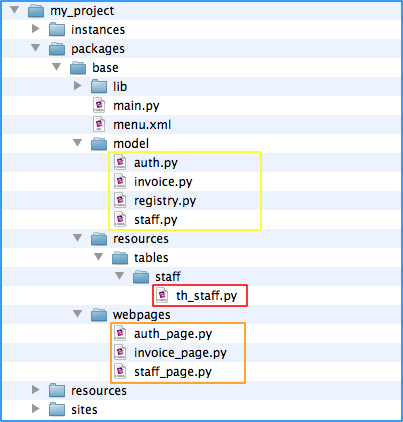 my_project
instances
packages
base
lib
main.py
menu.xml
model
auth.py
invoice.py
registry.py
staff.py
resources
tables
staff
th_staff.py
webpages
auth_page.py
invoice_page.py
staff_page.py
resources
sites